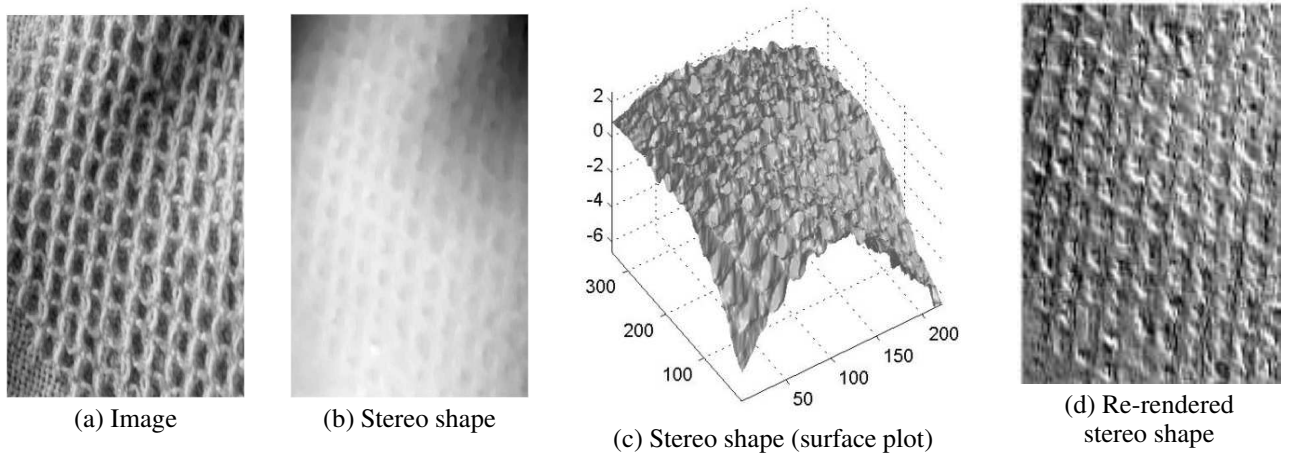 2
0
-2
-4
-6
300
200
100
50
100
150
200
(a) Image
(b) Stereo shape
(c) Stereo shape (surface plot)
(d) Re-rendered
stereo shape